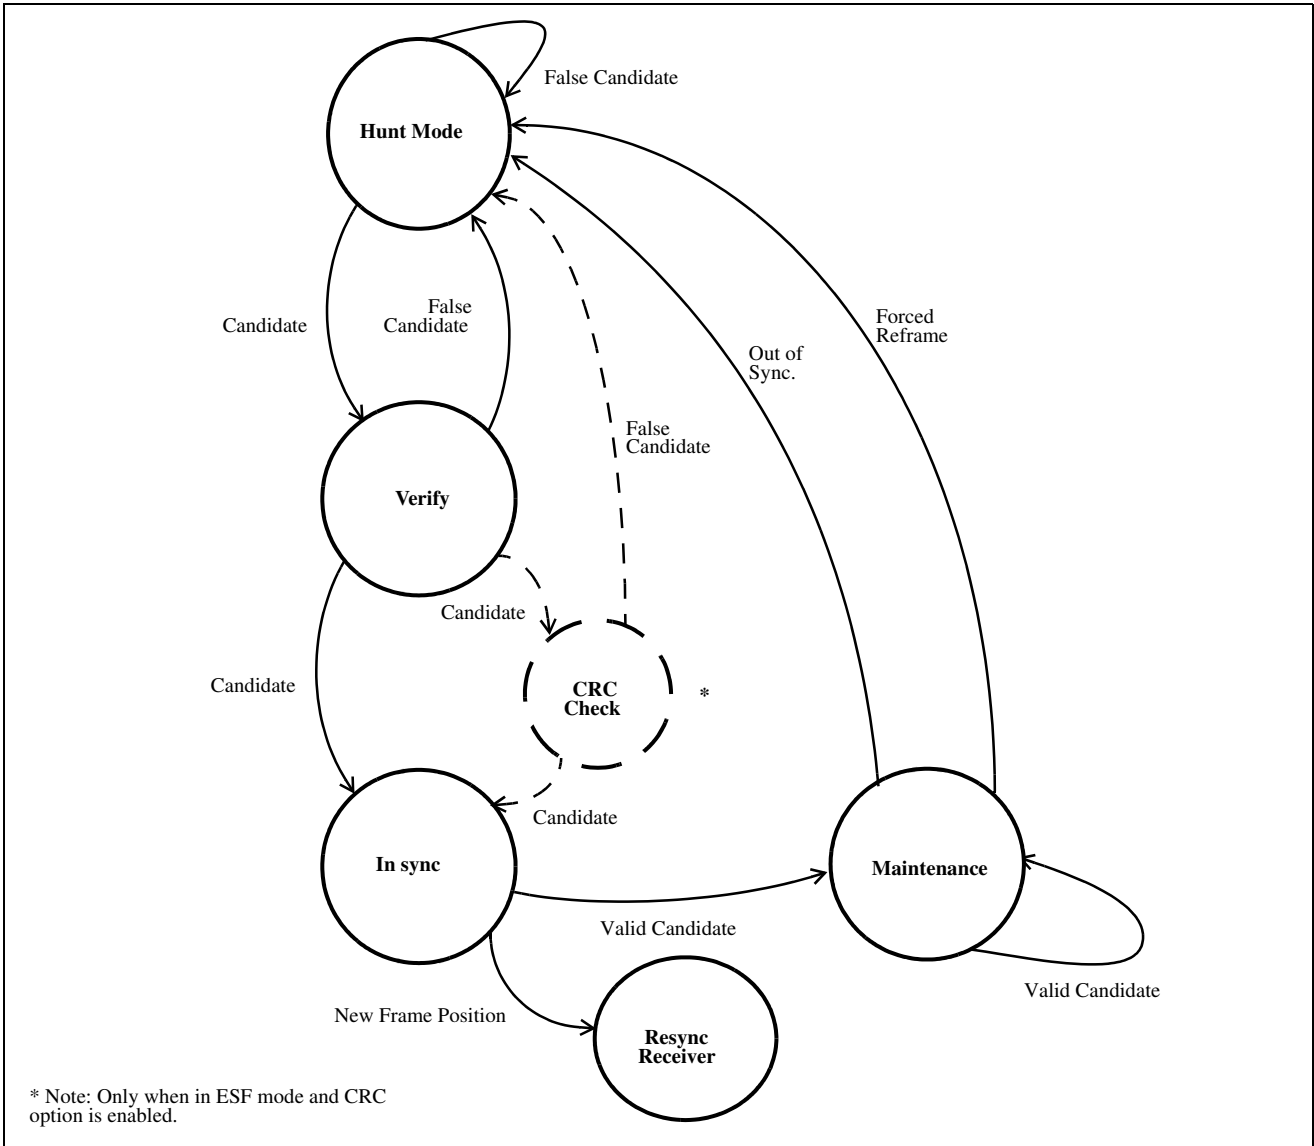 False Candidate
Hunt Mode
False
Candidate
Candidate
Forced
Reframe
Out of
Sync.
False
Candidate
Verify
Candidate
Candidate
CRC
Check
*
Candidate
In sync
Maintenance
Valid Candidate
Valid Candidate
New Frame Position
Resync
Receiver
* Note: Only when in ESF mode and CRC
option is enabled.